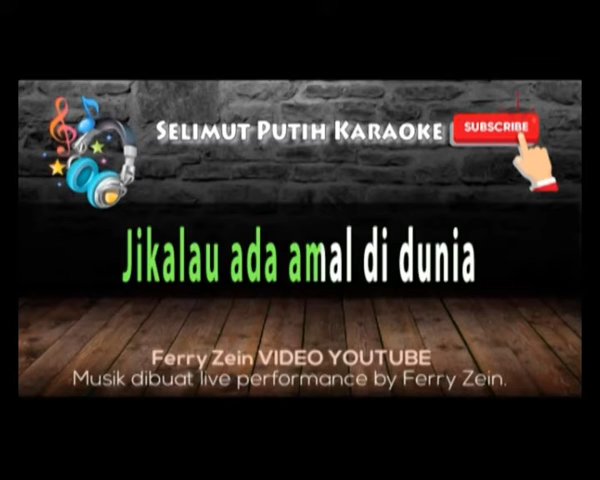 SELIMUT PUTIH KARAOKE
SUBSCRIBE
Jikalau ada amal di dunia
Ferry Zein VIDEO YOUTUBE
Musik dibuat live performance by Ferry Zein.